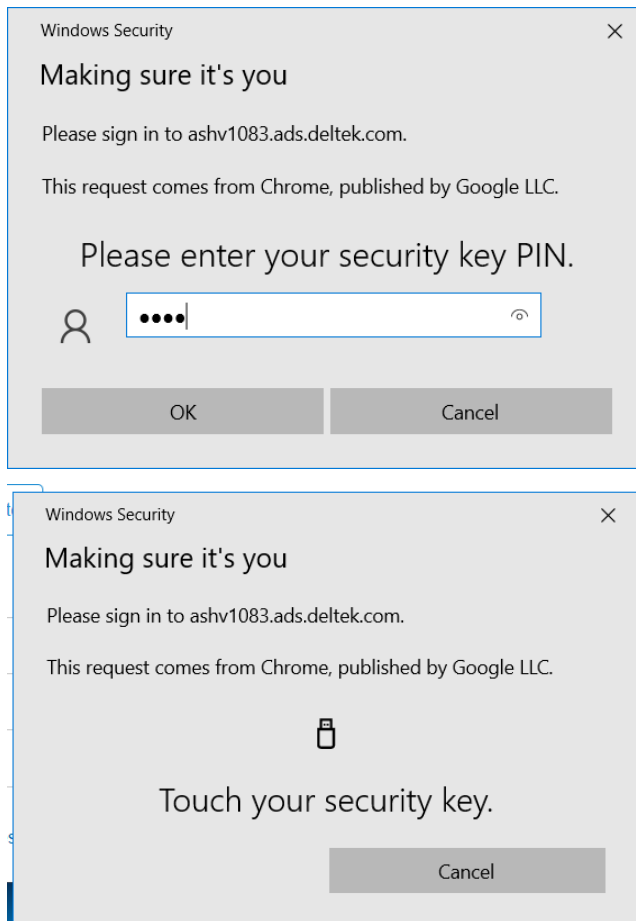 Windows Security
Making sure it's you
Please sign in to ashv1083.ads.deltek.com.
This request comes from Chrome, published by Google LLC.
Please enter your security key PIN.
••••
OK Cancel
Windows Security
Making sure it's you
Please sign in to ashv1083.ads.deltek.com.
This request comes from Chrome, published by Google LLC.
Touch your security key.
Cancel